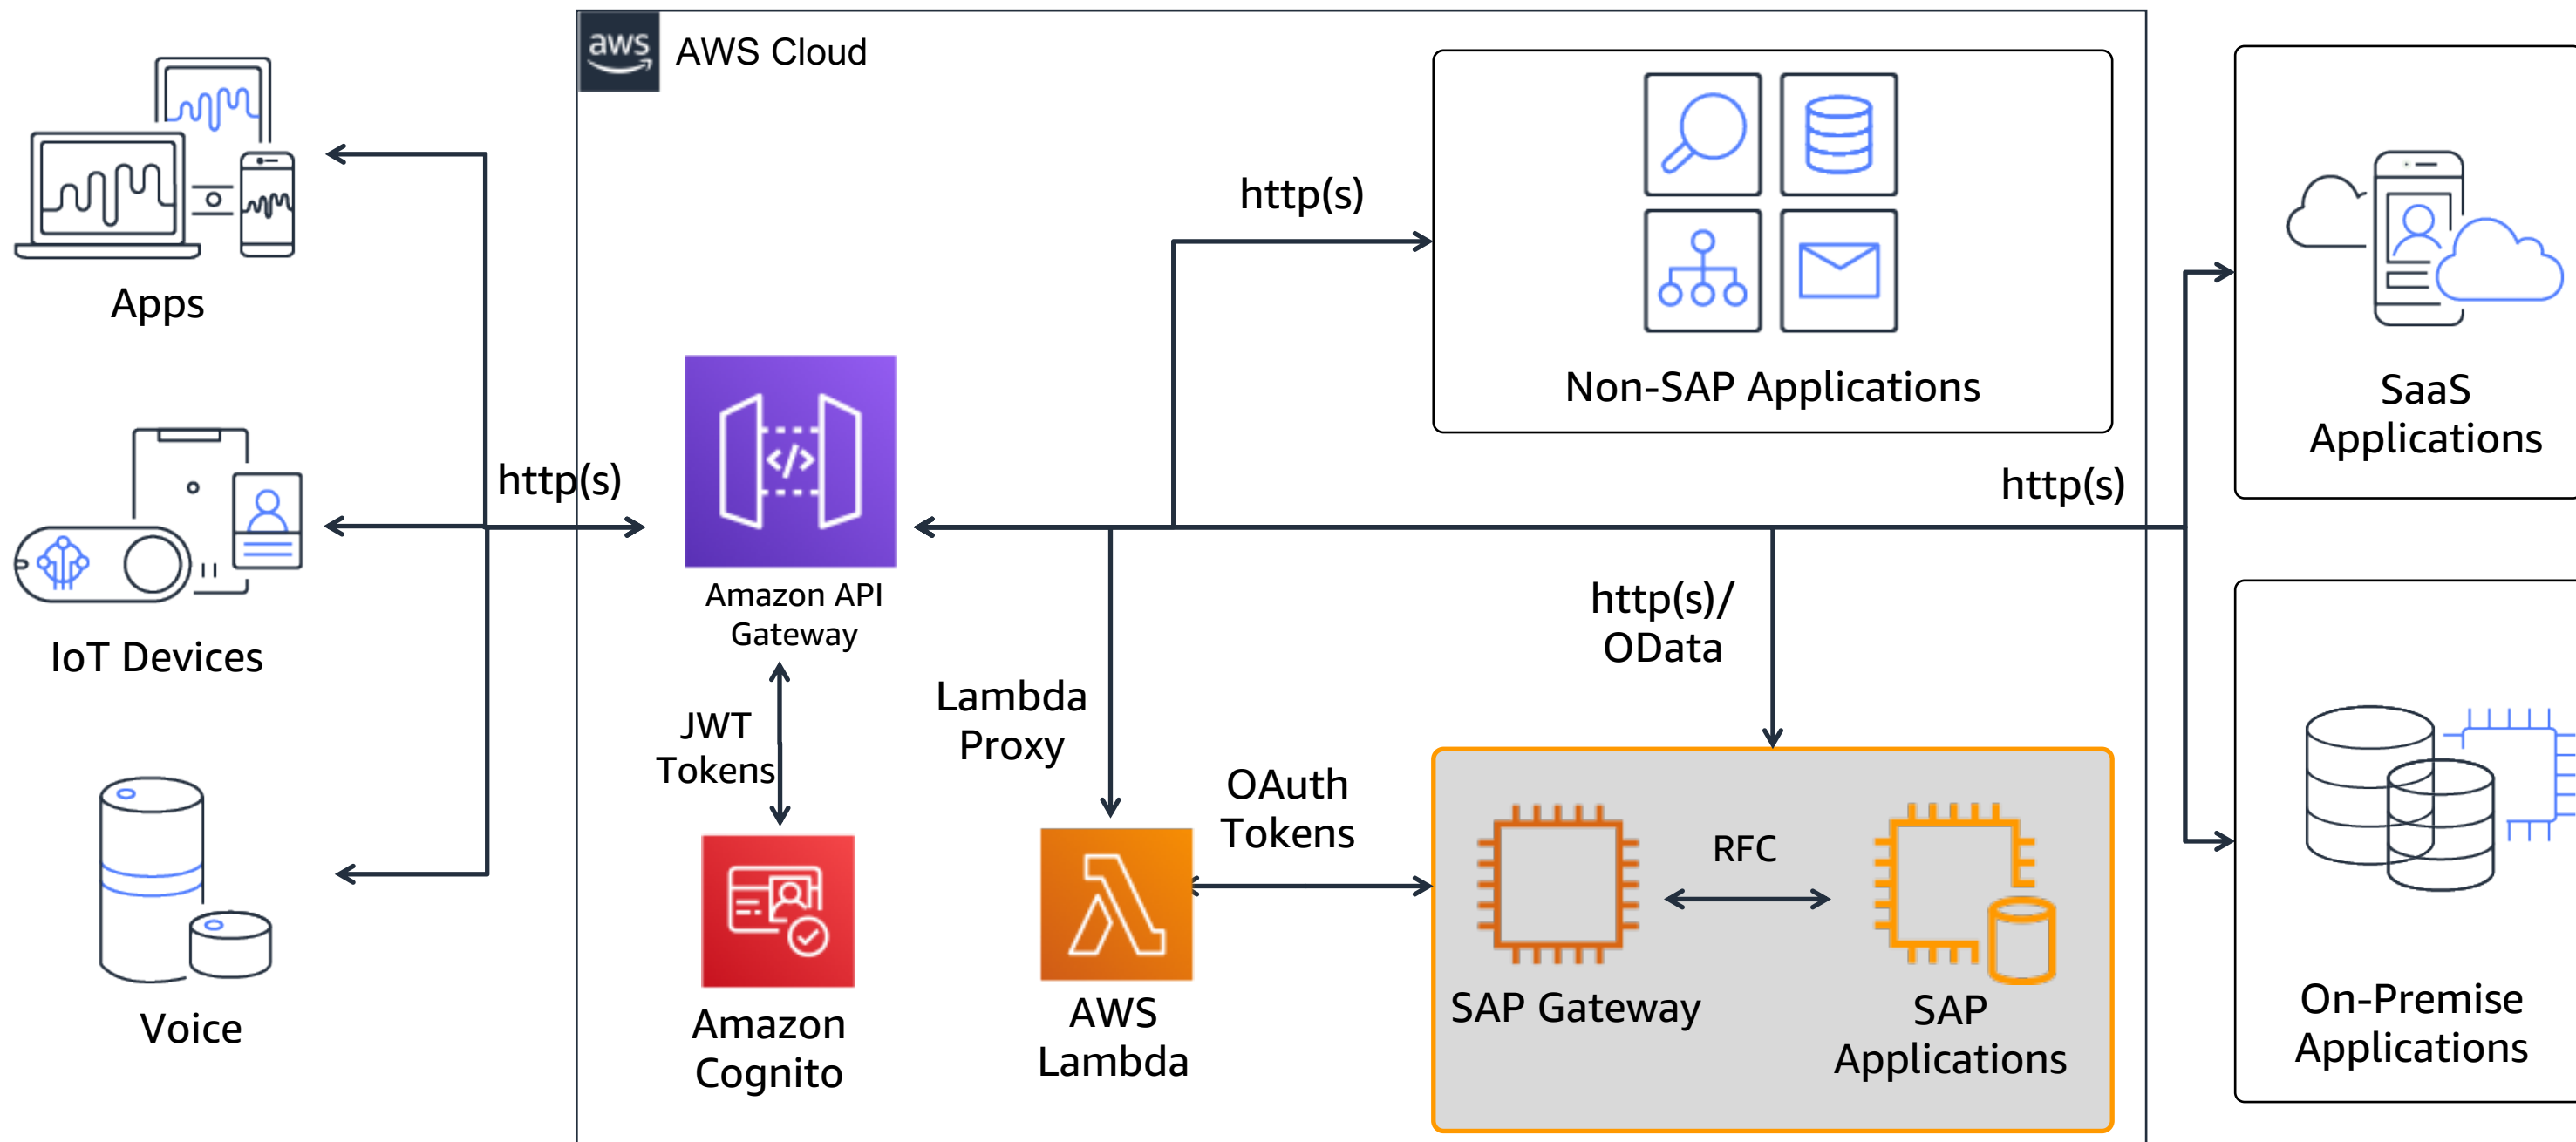 aws
AWS Cloud
Apps
http(s)
Non-SAP Applications
SaaS
Applications
http(s)
http(s)
Amazon API
Gateway
IoT Devices
http(s)/
OData
Lambda
Proxy
JWT
Tokens
OAuth
Tokens
RFC
Voice
Amazon
Cognito
AWS
Lambda
SAP Gateway
SAP
Applications
On-Premise
Applications